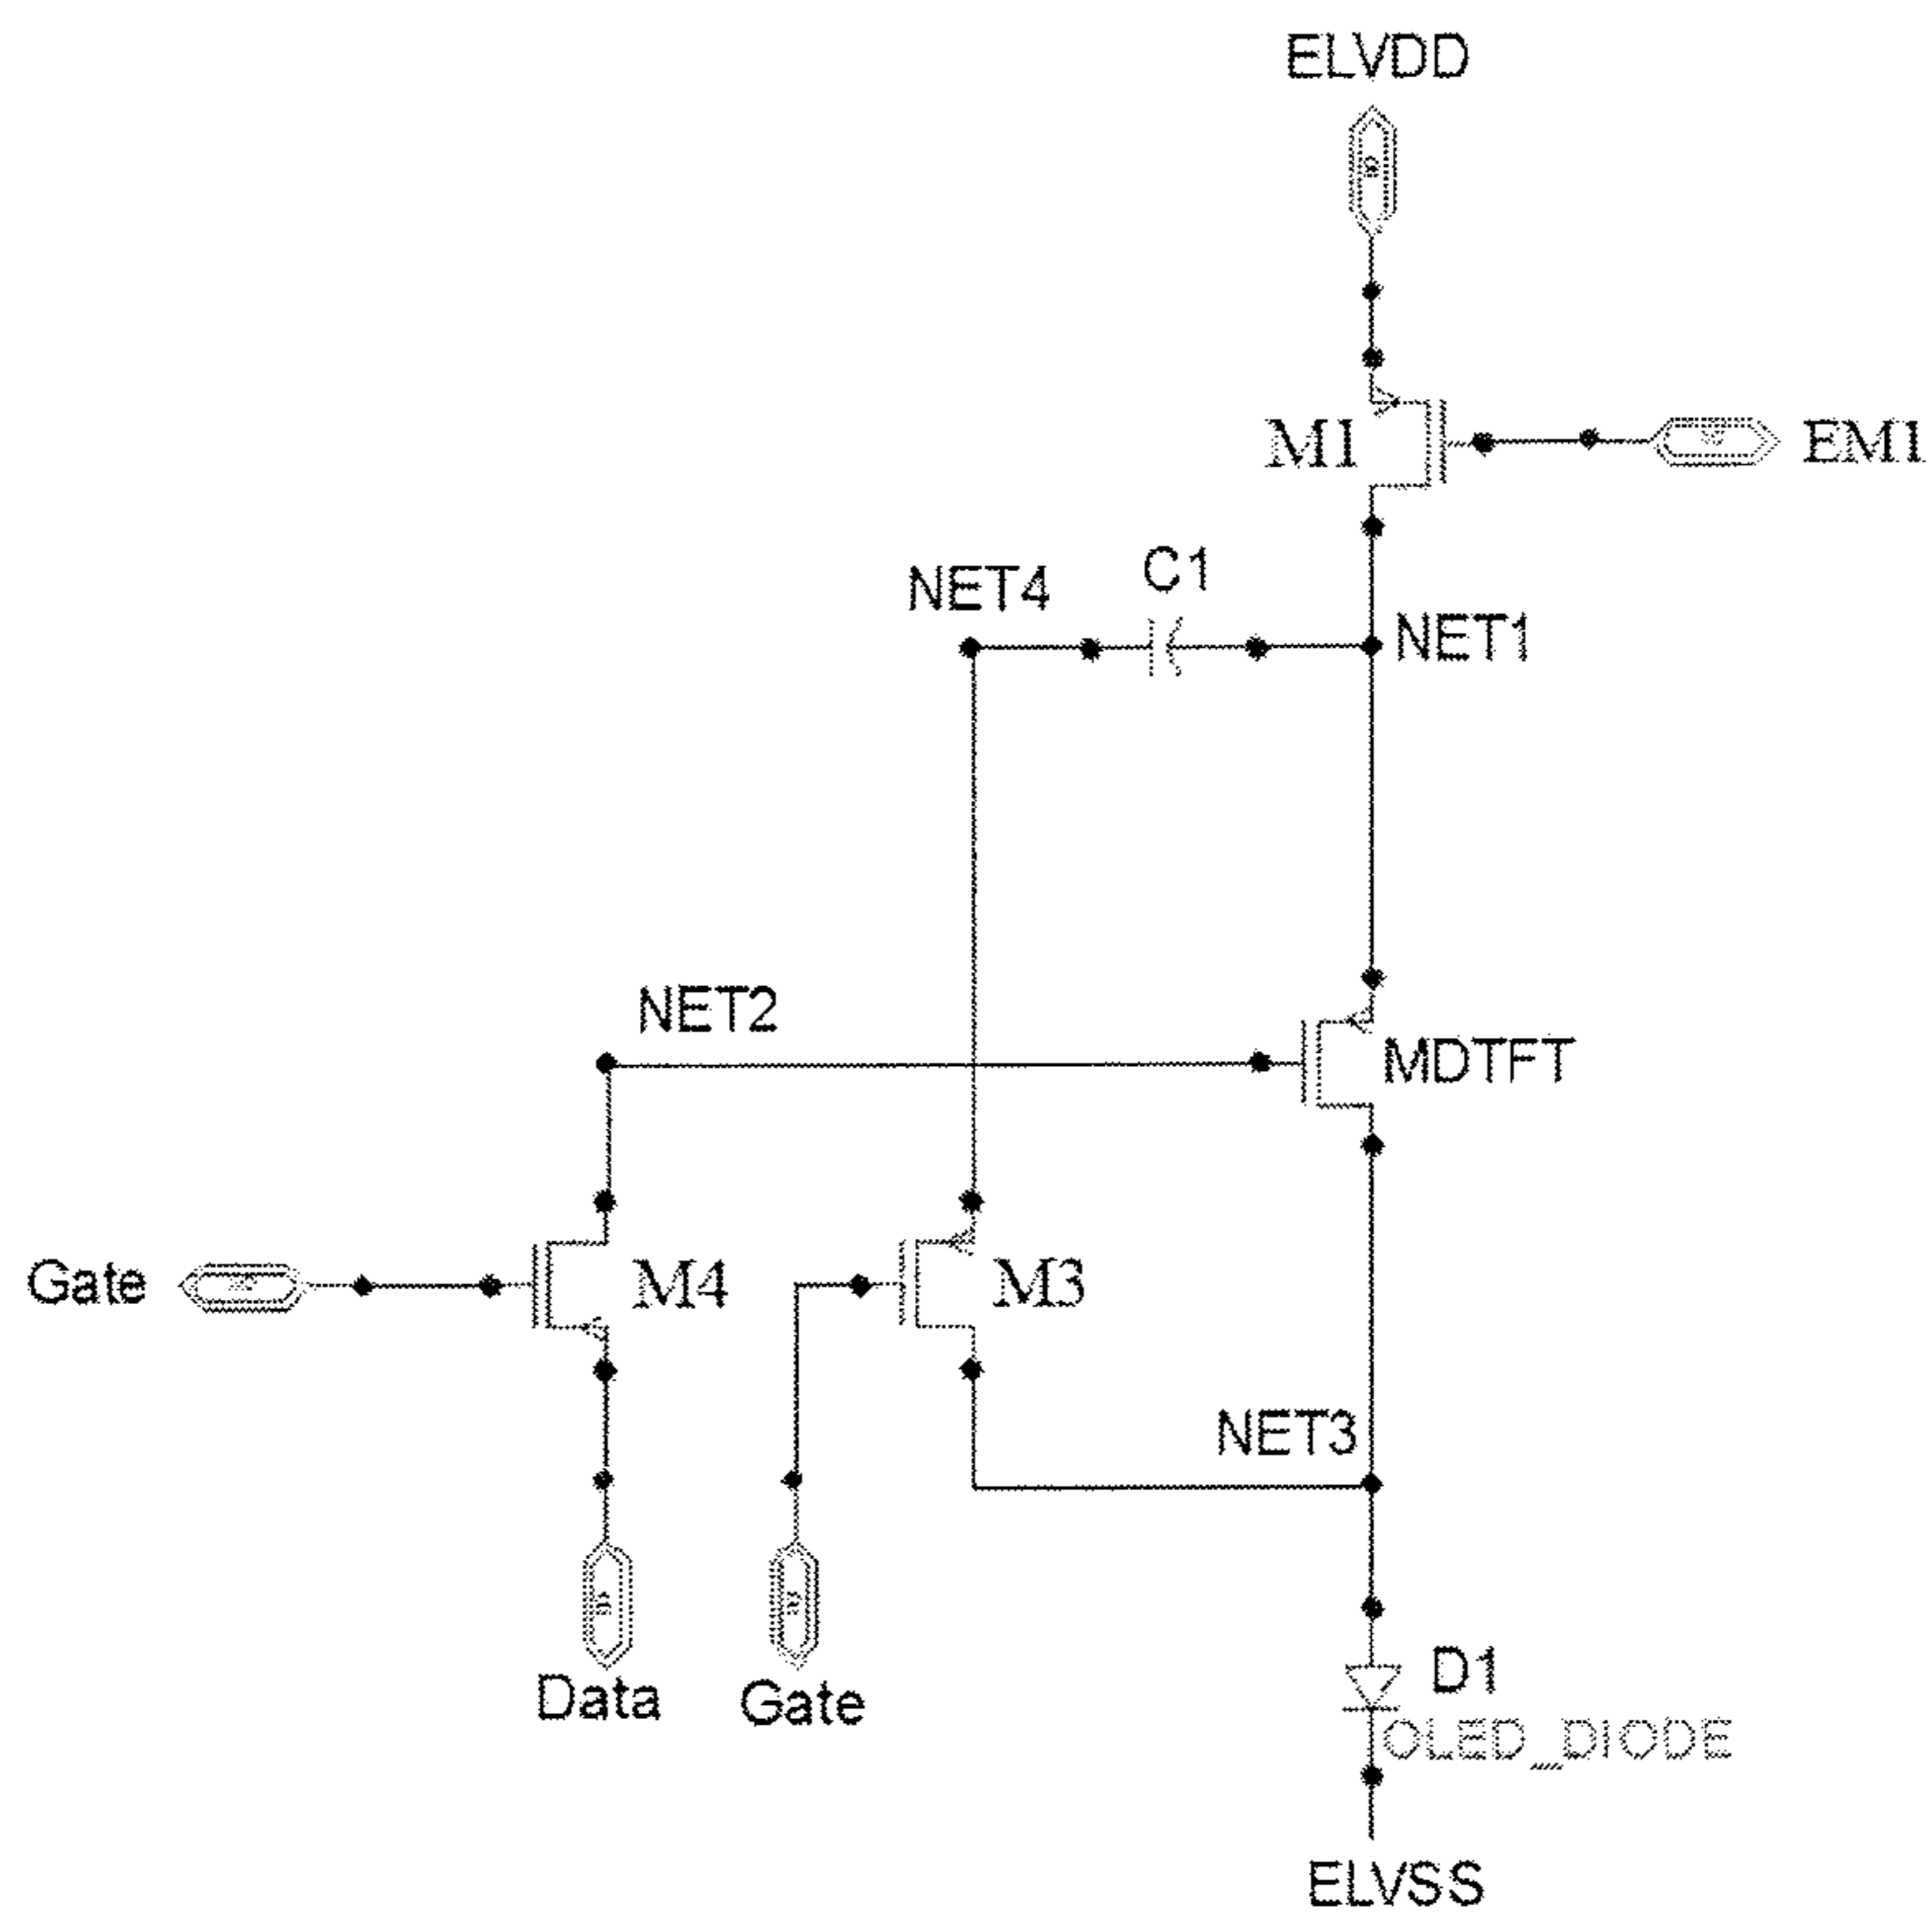 ELVDD
M1
EM1
C1
NET4
NET1
NET2
MDTFT
Gate
M4
M3
NET3
D1
Data
Gate
OLED_DIODE
ELVSS